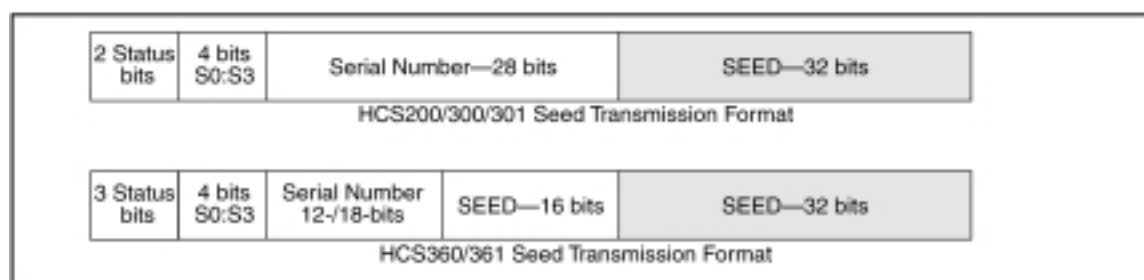 2 Status bits
4 bits S0:S3
Serial Number—28 bits
SEED—32 bits
HCS200/300/301 Seed Transmission Format
3 Status bits
4 bits S0:S3
Serial Number 12-/18-bits
SEED—16 bits
SEED—32 bits
HCS360/361 Seed Transmission Format